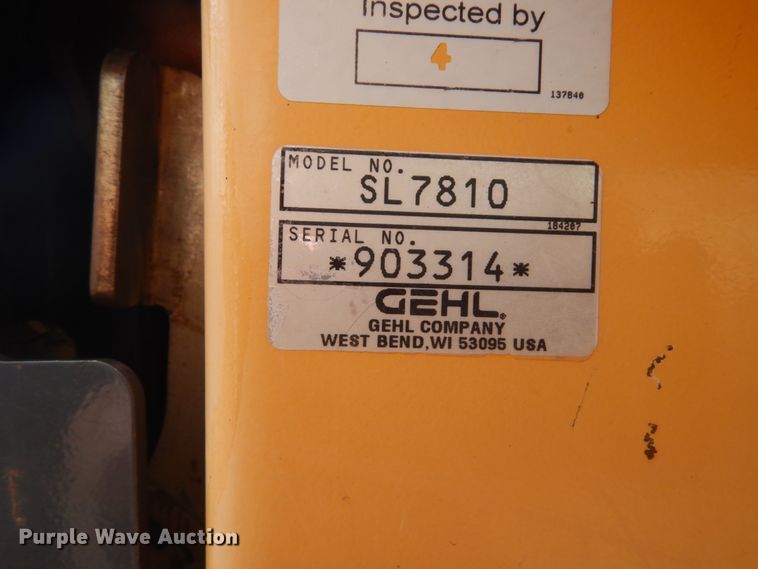 Inspected by
4
137840
MODEL NO.
SL7810
184207
SERIAL NO.
*903314*
GEHL®
GEHL COMPANY
WEST BEND, WI 53095 USA
Purple Wave Auction®